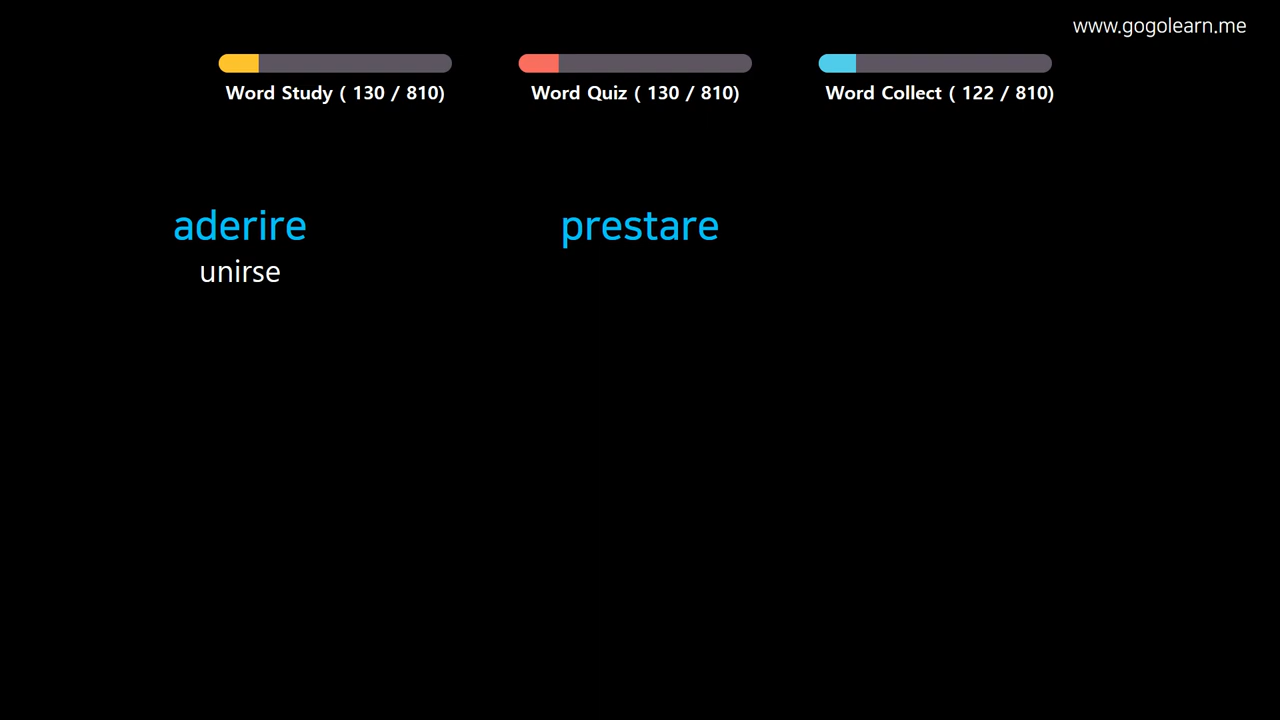 www.gogolearn.me
Word Study ( 130 / 810)
Word Quiz ( 130 / 810)
Word Collect ( 122 / 810)
aderire
unirse
prestare